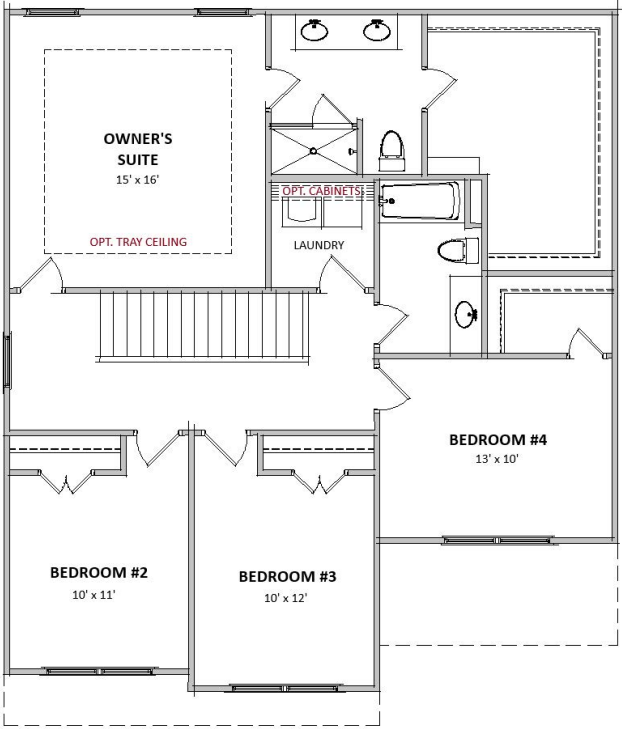 OWNER'S
SUITE
15' x 16'
OPT. TRAY CEILING
OPT. CABINETS
LAUNDRY
BEDROOM #4
13' x 10'
BEDROOM #2
10' x 11'
BEDROOM #3
10' x 12'